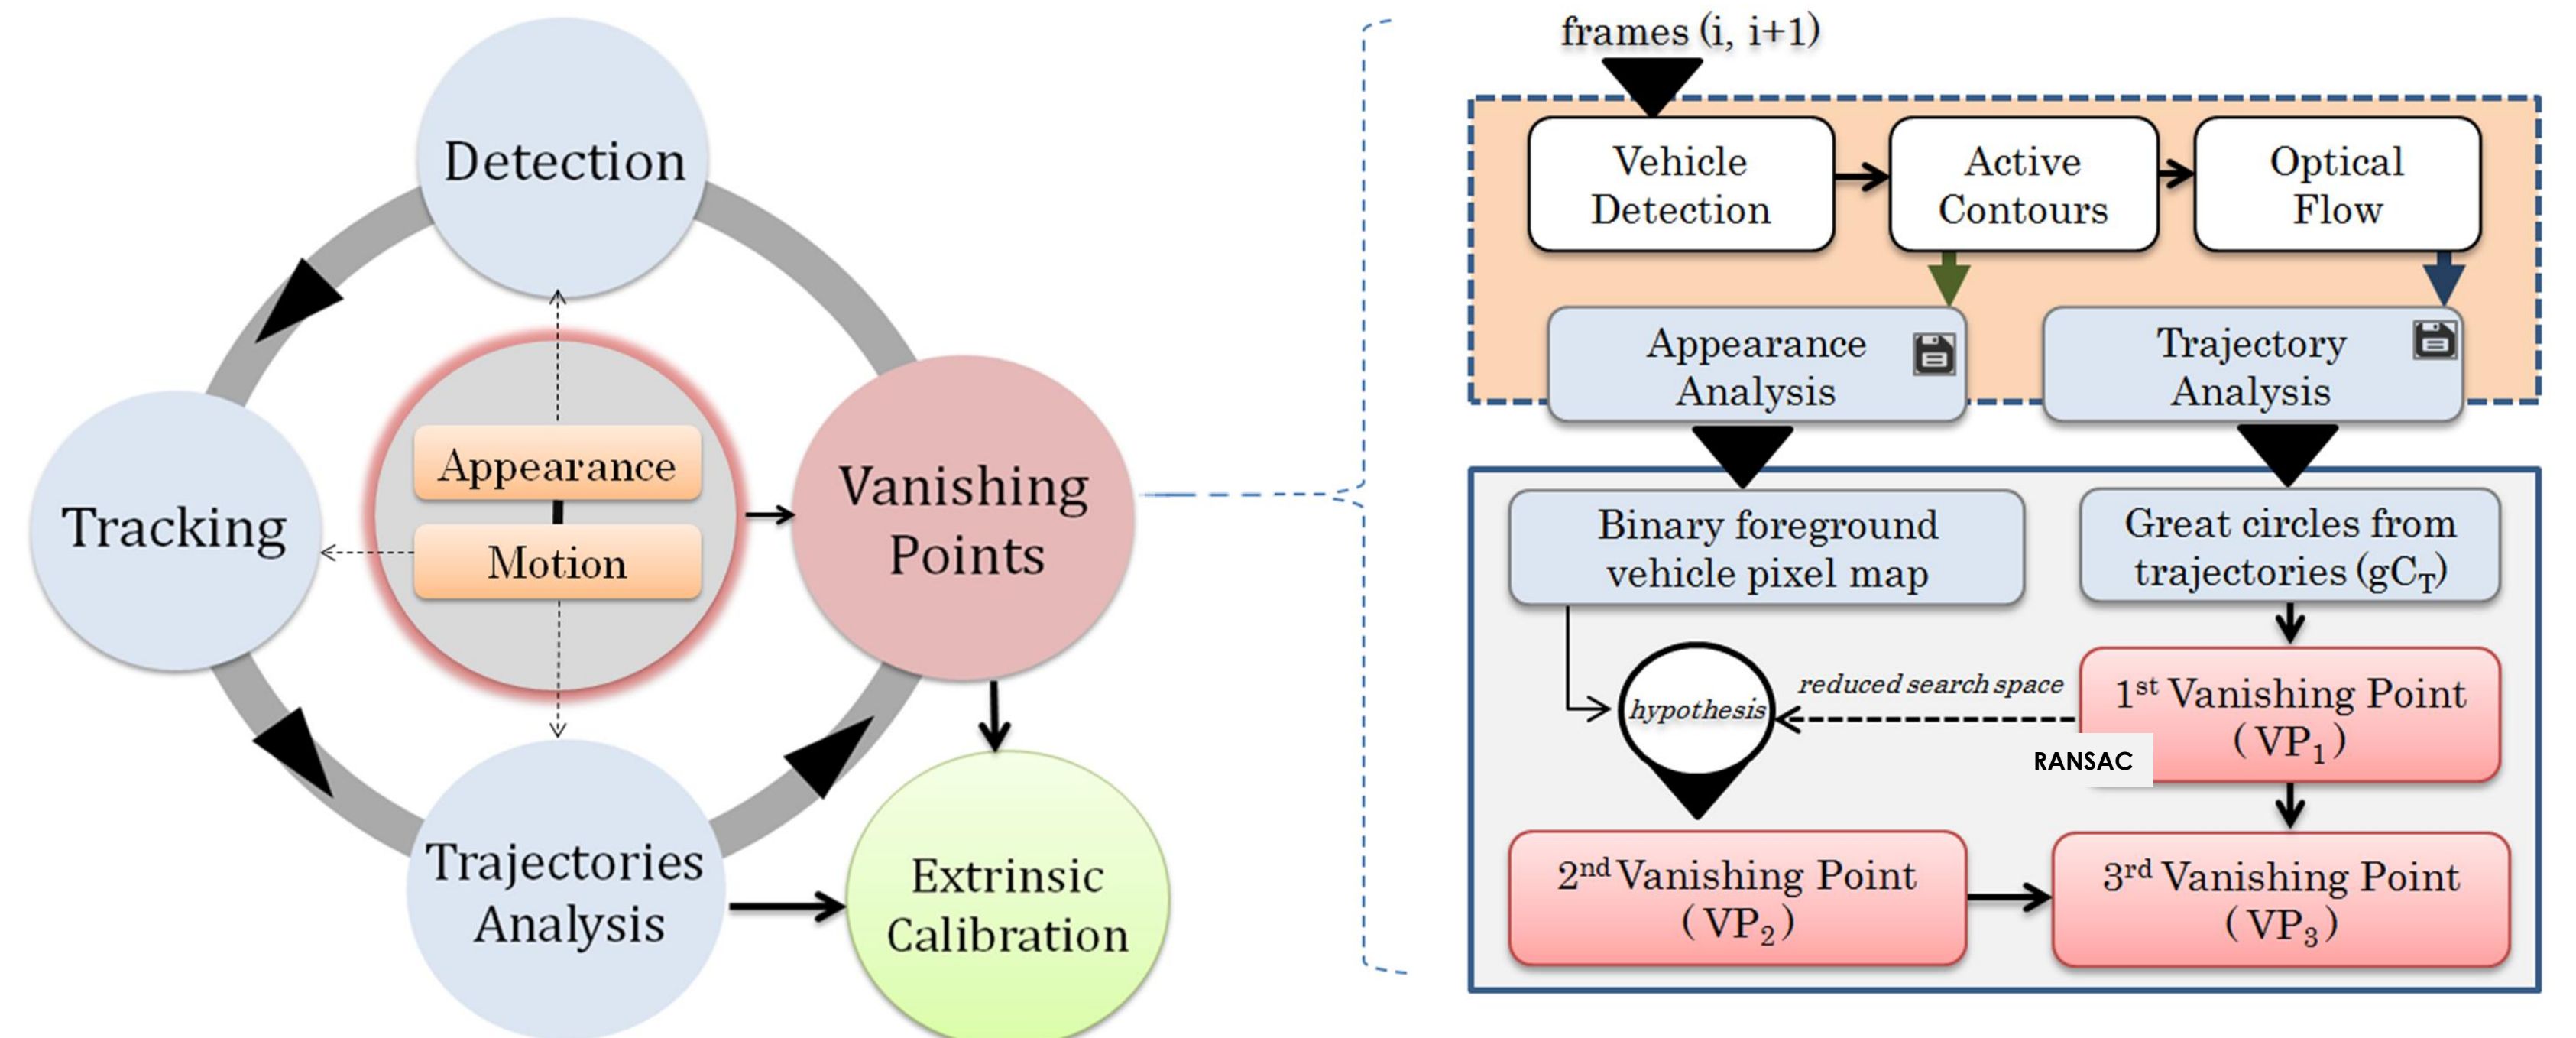 Detection
Tracking
Appearance
Motion
Vanishing
Points
Trajectories
Analysis
Extrinsic
Calibration
frames (i, i+1)
Vehicle
Detection
Active
Contours
Optical
Flow
Appearance
Analysis
Trajectory
Analysis
Binary foreground
vehicle pixel map
Great circles from
trajectories (gC_T)
hypothesis
reduced search space
1st Vanishing Point
( VP₁ )
RANSAC
2nd Vanishing Point
( VP₂ )
3rd Vanishing Point
( VP₃ )